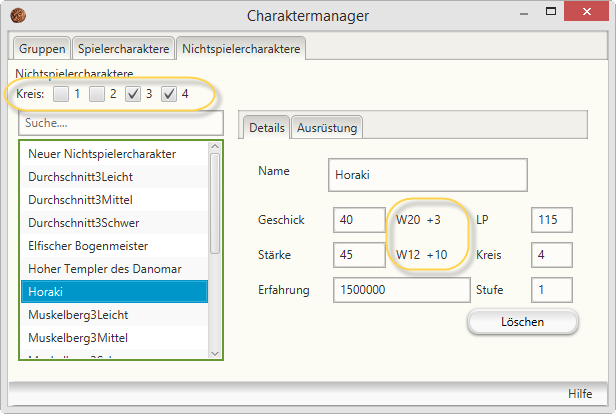 Charaktermanager
Gruppen Spielercharaktere Nichtspielercharaktere
Nichtspielercharaktere
Kreis: 1 2 3 4
Suche....
Neuer Nichtspielercharakter
Durchschnitt3Leicht
Durchschnitt3Mittel
Durchschnitt3Schwer
Elfischer Bogenmeister
Hoher Templer des Danomar
Horaki
Muskelberg3Leicht
Muskelberg3Mittel
Muskelberg3Schwer
Details Ausrüstung
Name Horaki
Geschick 40 W20 +3 LP 115
Stärke 45 W12 +10 Kreis 4
Erfahrung 1500000 Stufe 1
Löschen
Hilfe